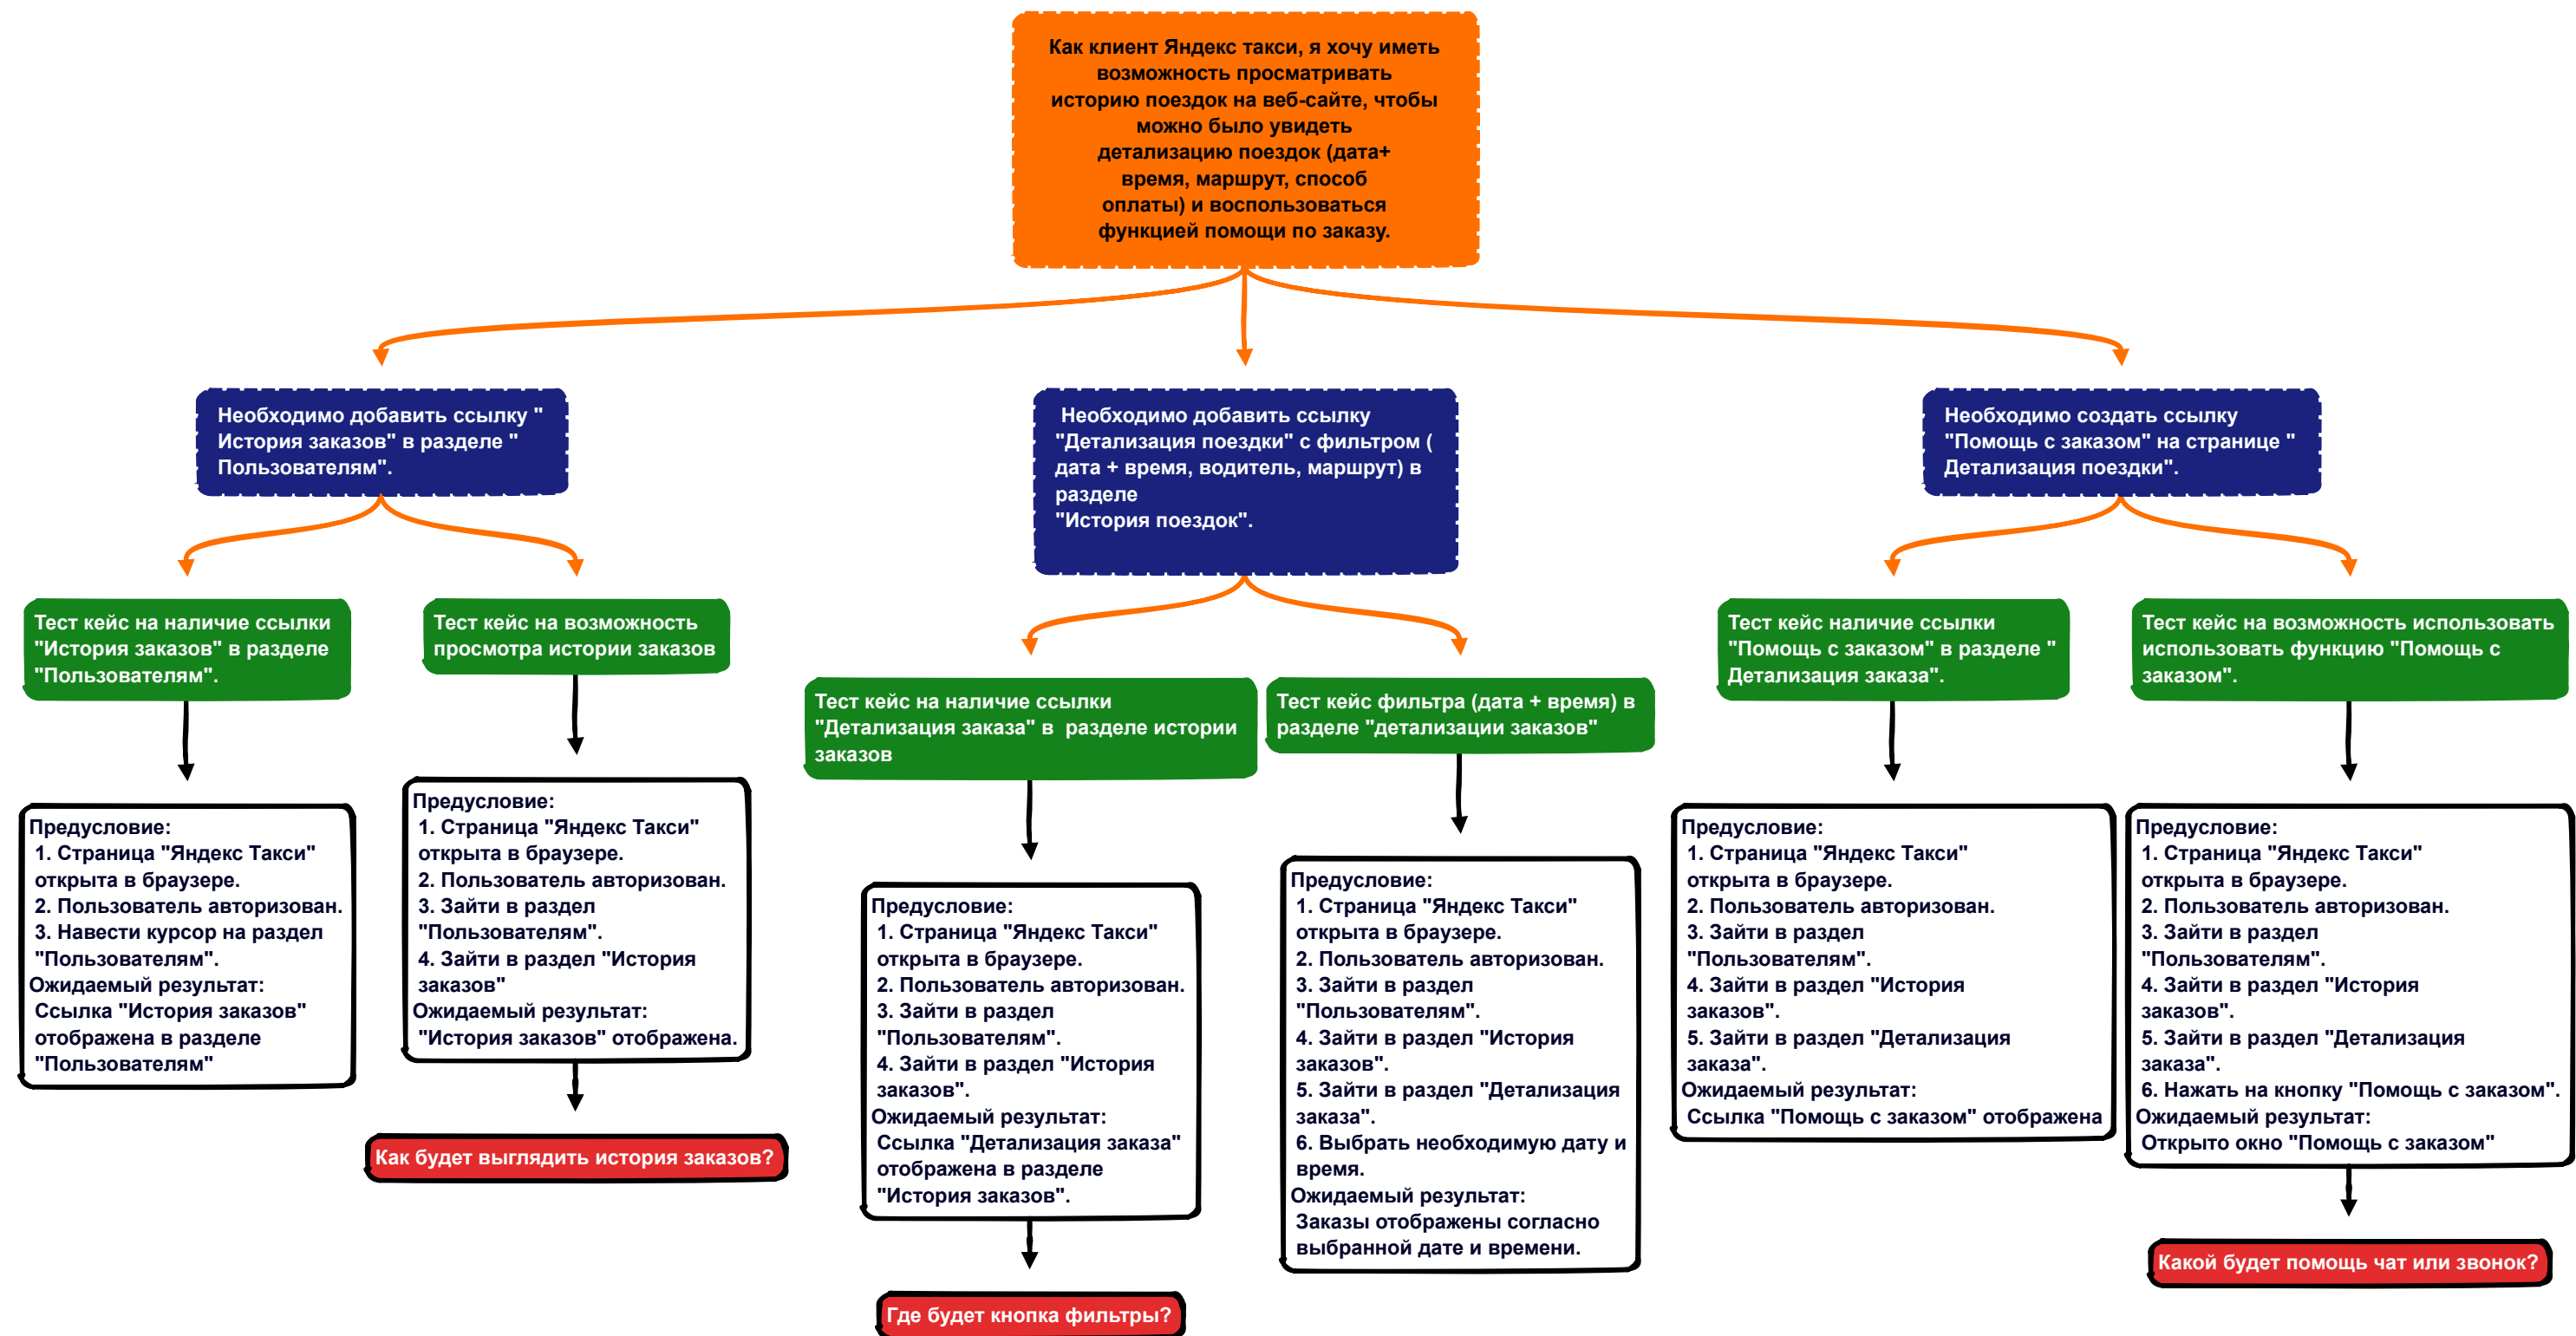 Как клиент Яндекс такси, я хочу иметь
возможность просматривать
историю поездок на веб-сайте, чтобы
можно было увидеть
детализацию поездок (дата+
время, маршрут, способ
оплаты) и воспользоваться
функцией помощи по заказу.
Необходимо добавить ссылку "
История заказов" в разделе "
Пользователям".
Необходимо добавить ссылку
"Детализация поездки" с фильтром (
дата + время, водитель, маршрут) в
разделе
"История поездок".
Необходимо создать ссылку
"Помощь с заказом" на странице "
Детализация поездки".
Тест кейс на наличие ссылки
"История заказов" в разделе
"Пользователям".
Тест кейс на возможность
просмотра истории заказов
Тест кейс на наличие ссылки
"Детализация заказа" в  разделе истории
заказов
Тест кейс фильтра (дата + время) в
разделе "детализации заказов"
Тест кейс наличие ссылки
"Помощь с заказом" в разделе "
Детализация заказа".
Тест кейс на возможность использовать
использовать функцию "Помощь с
заказом".
Предусловие:
1. Страница "Яндекс Такси"
открыта в браузере.
2. Пользователь авторизован.
3. Навести курсор на раздел
"Пользователям".
Ожидаемый результат:
Ссылка "История заказов"
отображена в разделе
"Пользователям"
Предусловие:
1. Страница "Яндекс Такси"
открыта в браузере.
2. Пользователь авторизован.
3. Зайти в раздел
"Пользователям".
4. Зайти в раздел "История
заказов"
Ожидаемый результат:
"История заказов" отображена.
Как будет выглядить история заказов?
Предусловие:
1. Страница "Яндекс Такси"
открыта в браузере.
2. Пользователь авторизован.
3. Зайти в раздел
"Пользователям".
4. Зайти в раздел "История
заказов".
Ожидаемый результат:
Ссылка "Детализация заказа"
отображена в разделе
"История заказов".
Где будет кнопка фильтры?
Предусловие:
1. Страница "Яндекс Такси"
открыта в браузере.
2. Пользователь авторизован.
3. Зайти в раздел
"Пользователям".
4. Зайти в раздел "История
заказов".
5. Зайти в раздел "Детализация
заказа".
6. Выбрать необходимую дату и
время.
Ожидаемый результат:
Заказы отображены согласно
выбранной дате и времени.
Предусловие:
1. Страница "Яндекс Такси"
открыта в браузере.
2. Пользователь авторизован.
3. Зайти в раздел
"Пользователям".
4. Зайти в раздел "История
заказов".
5. Зайти в раздел "Детализация
заказа".
Ожидаемый результат:
Ссылка "Помощь с заказом" отображена
Предусловие:
1. Страница "Яндекс Такси"
открыта в браузере.
2. Пользователь авторизован.
3. Зайти в раздел
"Пользователям".
4. Зайти в раздел "История
заказов".
5. Зайти в раздел "Детализация
заказа".
6. Нажать на кнопку "Помощь с заказом".
Ожидаемый результат:
Открыто окно "Помощь с заказом"
Какой будет помощь чат или звонок?